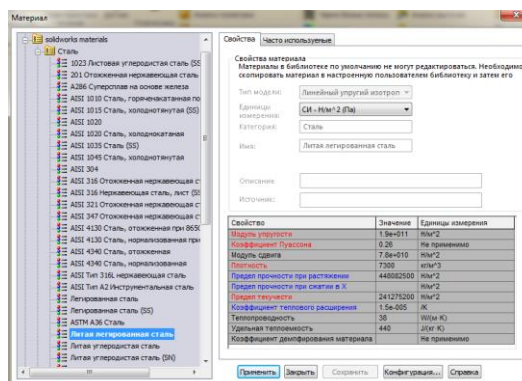 Материал
solidworks materials
Сталь
1023 Листовая углеродистая сталь (SS
201 Отожженная нержавеющая сталь
A286 Суперсплав на основе железа
AISI 1010 Сталь, горячекатанная по
AISI 1015 Сталь, холоднотянутая (SS)
AISI 1020
AISI 1020 Сталь, холоднокатаная
AISI 1035 Сталь (SS)
AISI 1045 Сталь, холоднотянутая
AISI 304
AISI 316 Отожженная нержавеющая с
AISI 316 Нержавеющая сталь, лист (SS
AISI 321 Отожженная нержавеющая с
AISI 347 Отожженная нержавеющая с
AISI 4130 Сталь, отожженная при 865
AISI 4130 Сталь, нормализованная при
AISI 4340 Сталь, отожженная
AISI 4340 Сталь, нормализованная
AISI Тип 316L нержавеющая сталь
AISI Тип A2 Инструментальная сталь
Легированная сталь
Легированная сталь (SS)
ASTM A36 Сталь
Литая легированная сталь
Литая углеродистая сталь
Литая углеродистая сталь (SN)
Свойства Часто используемые
Свойства материала
Материалы в библиотеке по умолчанию не могут редактироваться. Необходимо
скопировать материал в настроенную пользователем библиотеку и затем его
Тип модели: Линейный упругий изотроп
Единицы измерения: СИ - Н/м^2 (Па)
Категория: Сталь
Имя: Литая легированная сталь
Описание
Источник:
Свойство Значение Единицы измерения
Модуль упругости 1.9e+011 Н/м^2
Коэффициент Пуассона 0.26 Не применимо
Модуль сдвига 7.8e+010 Н/м^2
Плотность 7300 кг/м^3
Предел прочности при растяжении 448082500 Н/м^2
Предел прочности при сжатии в X Н/м^2
Предел текучести 241275200 Н/м^2
Коэффициент теплового расширения 1.5e-005 /K
Теплопроводность 38 W/(м·K)
Удельная теплоемкость 440 J/(кг·K)
Коэффициент демпфирования материала Не применимо
Применить Закрыть Сохранить Конфигурация... Справка